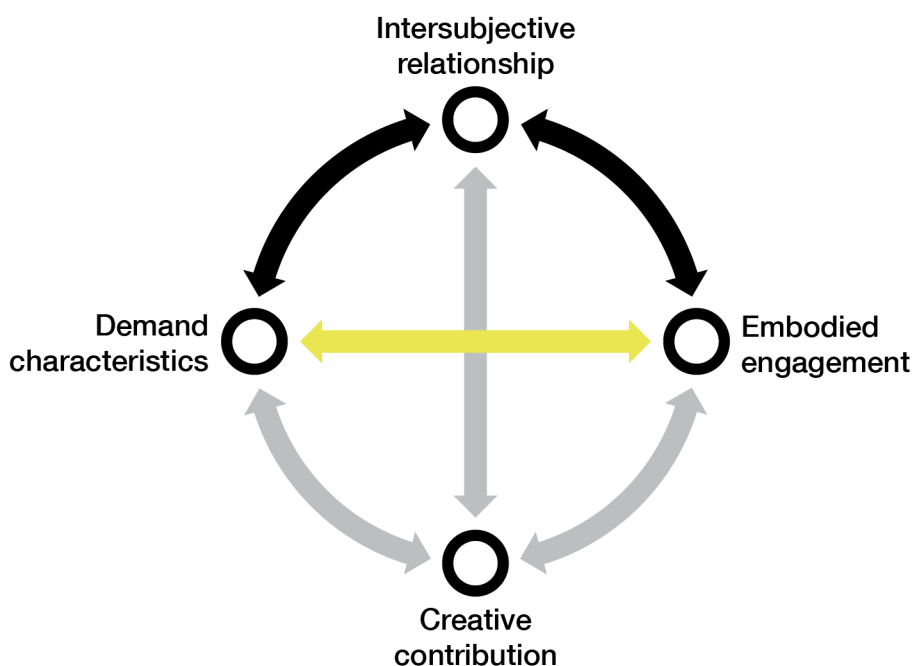 Intersubjective
relationship
Demand
characteristics
Embodied
engagement
Creative
contribution